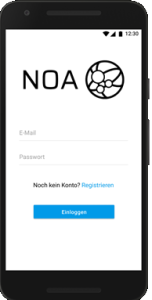 12:30
NOA
E-Mail
Passwort
Noch kein Konto? Registrieren
Einloggen